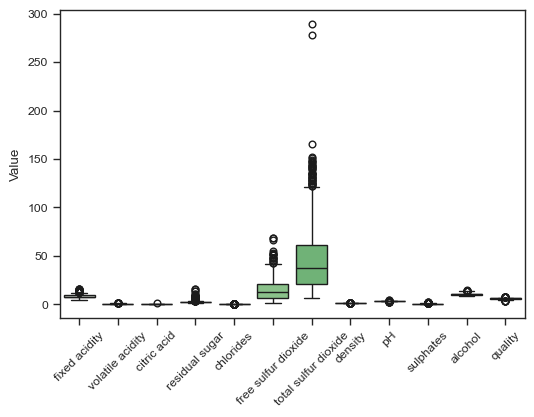 300
250
200
150
100
50
0
Value
fixed acidity
volatile acidity
citric acid
residual sugar
chlorides
free sulfur dioxide
total sulfur dioxide
density
pH
sulphates
alcohol
quality